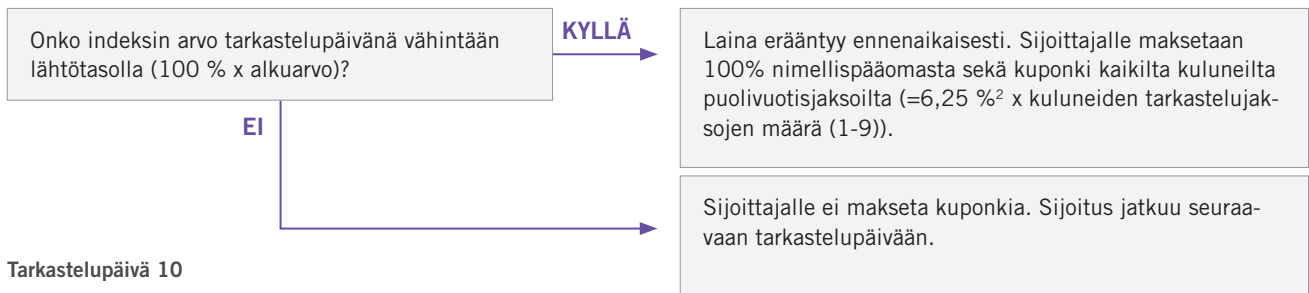 Onko indeksin arvo tarkastelupäivänä vähintään
lähtötasolla (100 % x alkuarvo)?
KYLLÄ
Laina erääntyy ennenaikaisesti. Sijoittajalle maksetaan
100% nimellispääomasta sekä kuponki kaikilta kuluneilta
puolivuotisjaksoilta (=6,25 %² x kuluneiden tarkastelujak-
sojen määrä (1-9)).
EI
Sijoittajalle ei makseta kuponkia. Sijoitus jatkuu seuraa-
vaan tarkastelupäivään.
Tarkastelupäivä 10